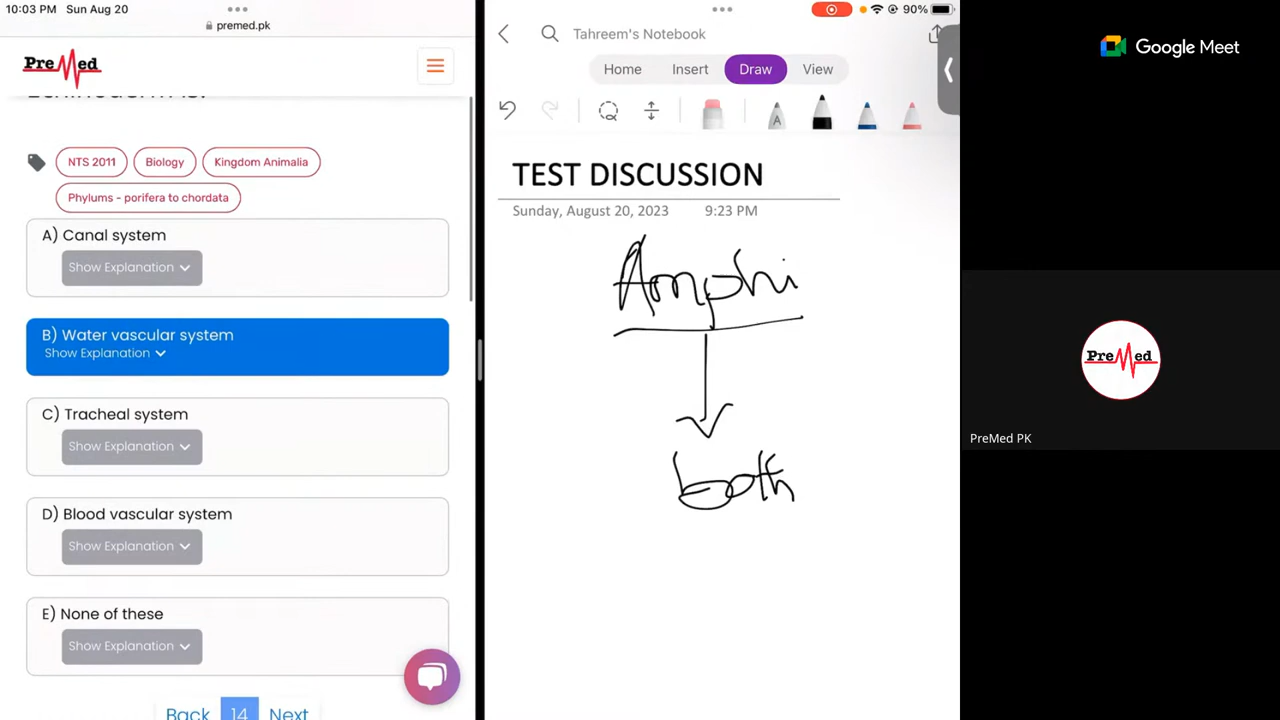 10:03 PM Sun Aug 20
premed.pk
PreMed
NTS 2011
Biology
Kingdom Animalia
Phylums - porifera to chordata
A) Canal system
Show Explanation
B) Water vascular system
Show Explanation
C) Tracheal system
Show Explanation
D) Blood vascular system
Show Explanation
E) None of these
Show Explanation
Back 14 Next
90%
Tahreem's Notebook
Home Insert Draw View
A
TEST DISCUSSION
Sunday, August 20, 2023 9:23 PM
Amphi
both
Google Meet
PreMed
PreMed PK